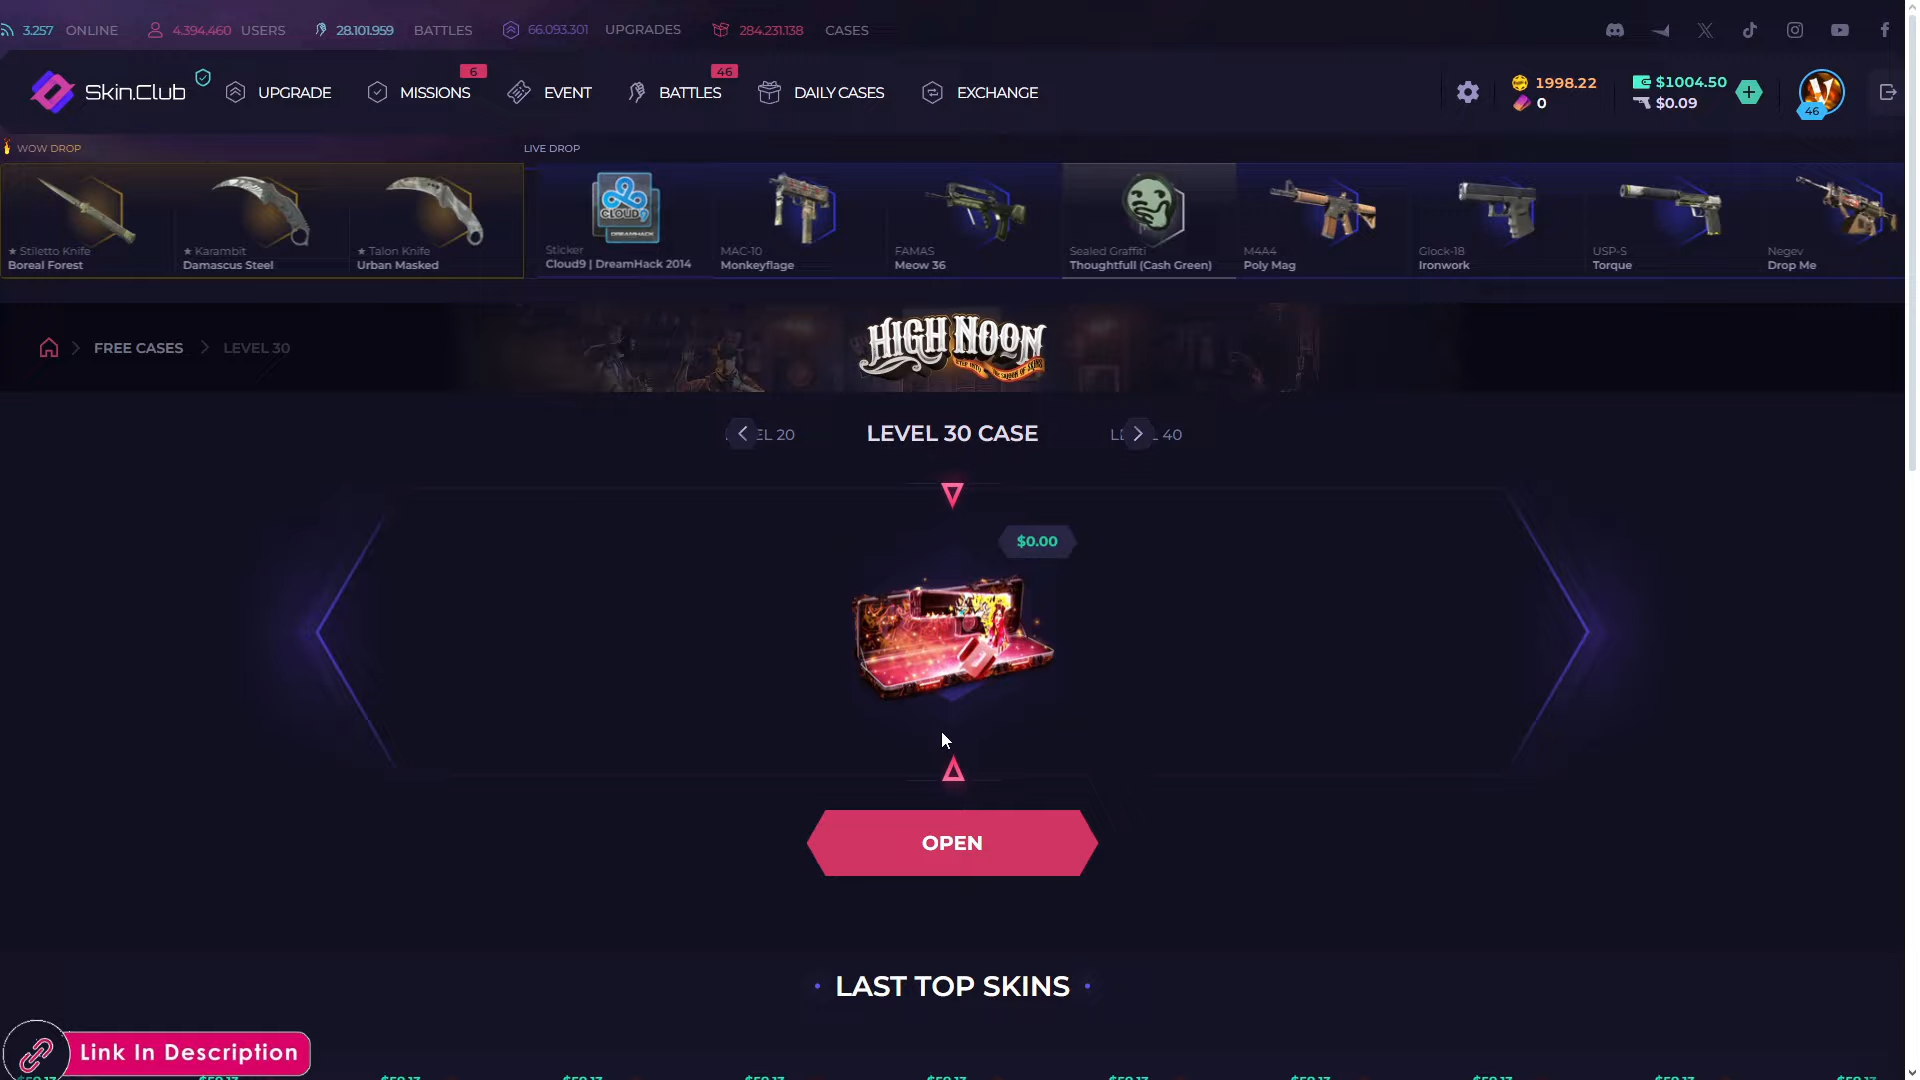 3.257 ONLINE 4.394.460 USERS 28.101.959 BATTLES 66.093.301 UPGRADES 284.231.138 CASES
Skin.Club UPGRADE MISSIONS 6 EVENT BATTLES 46 DAILY CASES EXCHANGE 1998.22 $1004.50
0 $0.09
46
WOW DROP LIVE DROP
★ Stiletto Knife ★ Karambit ★ Talon Knife Sticker MAC-10 FAMAS Sealed Graffiti M4A4 Glock-18 USP-S Negev
Boreal Forest Damascus Steel Urban Masked Cloud9 | DreamHack 2014 Monkeyflage Meow 36 Thoughtfull (Cash Green) Poly Mag Ironwork Torque Drop Me
CLOUD9
DREAMHACK
HIGH NOON
FREE CASES LEVEL 30
EL 20 LEVEL 30 CASE 40
$0.00
OPEN
LAST TOP SKINS
Link In Description